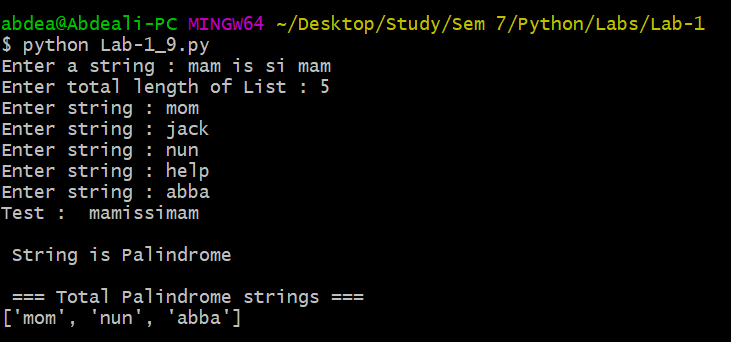 abdea@Abdeali-PC MINGW64 ~/Desktop/Study/Sem 7/Python/Labs/Lab-1
$ python Lab-1_9.py
Enter a string : mam is si mam
Enter total length of List : 5
Enter string : mom
Enter string : jack
Enter string : nun
Enter string : help
Enter string : abba
Test :  mamissimam
 String is Palindrome
 === Total Palindrome strings ===
['mom', 'nun', 'abba']